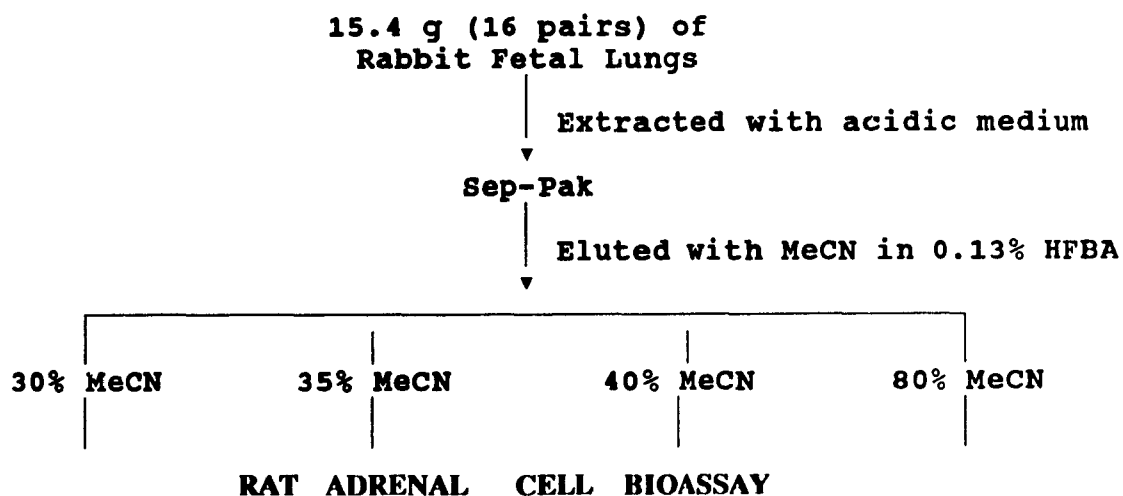 15.4 g (16 pairs) of
Rabbit Fetal Lungs
Extracted with acidic medium
Sep-Pak
Eluted with MeCN in 0.13% HFBA
30% MeCN 35% MeCN 40% MeCN 80% MeCN
RAT ADRENAL CELL BIOASSAY